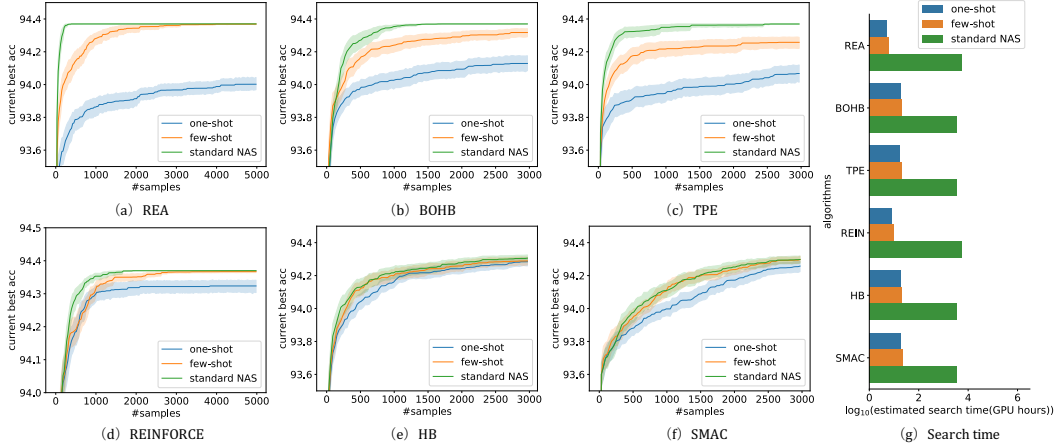 94.4
94.2
94.0
93.8
93.6
current best acc
one-shot
few-shot
standard NAS
0 1000 2000 3000 4000 5000
#samples
(a) REA
94.4
94.2
94.0
93.8
93.6
current best acc
one-shot
few-shot
standard NAS
0 500 1000 1500 2000 2500 3000
#samples
(b) BOHB
94.4
94.2
94.0
93.8
93.6
current best acc
one-shot
few-shot
standard NAS
0 500 1000 1500 2000 2500 3000
#samples
(c) TPE
94.5
94.4
94.3
94.2
94.1
94.0
current best acc
one-shot
few-shot
standard NAS
0 1000 2000 3000 4000 5000
#samples
(d) REINFORCE
94.4
94.2
94.0
93.8
93.6
current best acc
one-shot
few-shot
standard NAS
0 500 1000 1500 2000 2500 3000
#samples
(e) HB
94.4
94.2
94.0
93.8
93.6
current best acc
one-shot
few-shot
standard NAS
0 500 1000 1500 2000 2500 3000
#samples
(f) SMAC
one-shot
few-shot
standard NAS
algorithms
REA
BOHB
TPE
REIN
HB
SMAC
0 2 4 6
log10(estimated search time(GPU hours))
(g) Search time